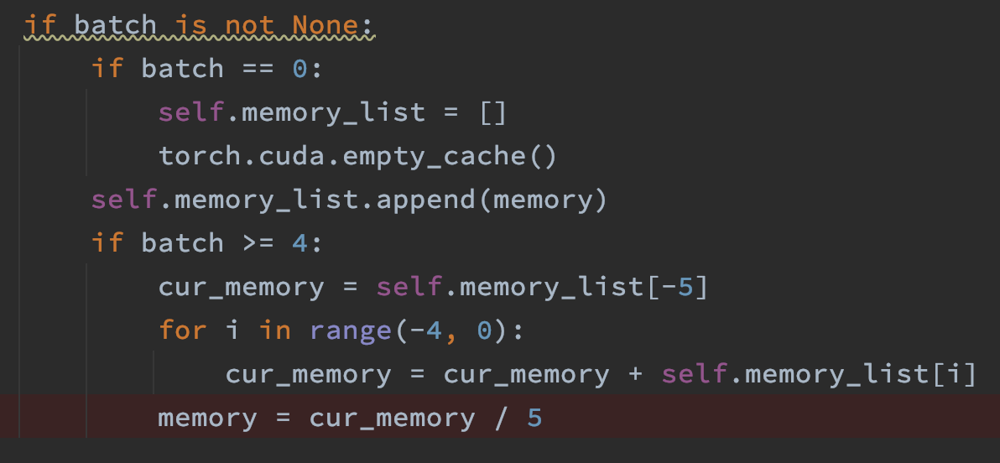 if batch is not None:
    if batch == 0:
        self.memory_list = []
        torch.cuda.empty_cache()
    self.memory_list.append(memory)
    if batch >= 4:
        cur_memory = self.memory_list[-5]
        for i in range(-4, 0):
            cur_memory = cur_memory + self.memory_list[i]
        memory = cur_memory / 5